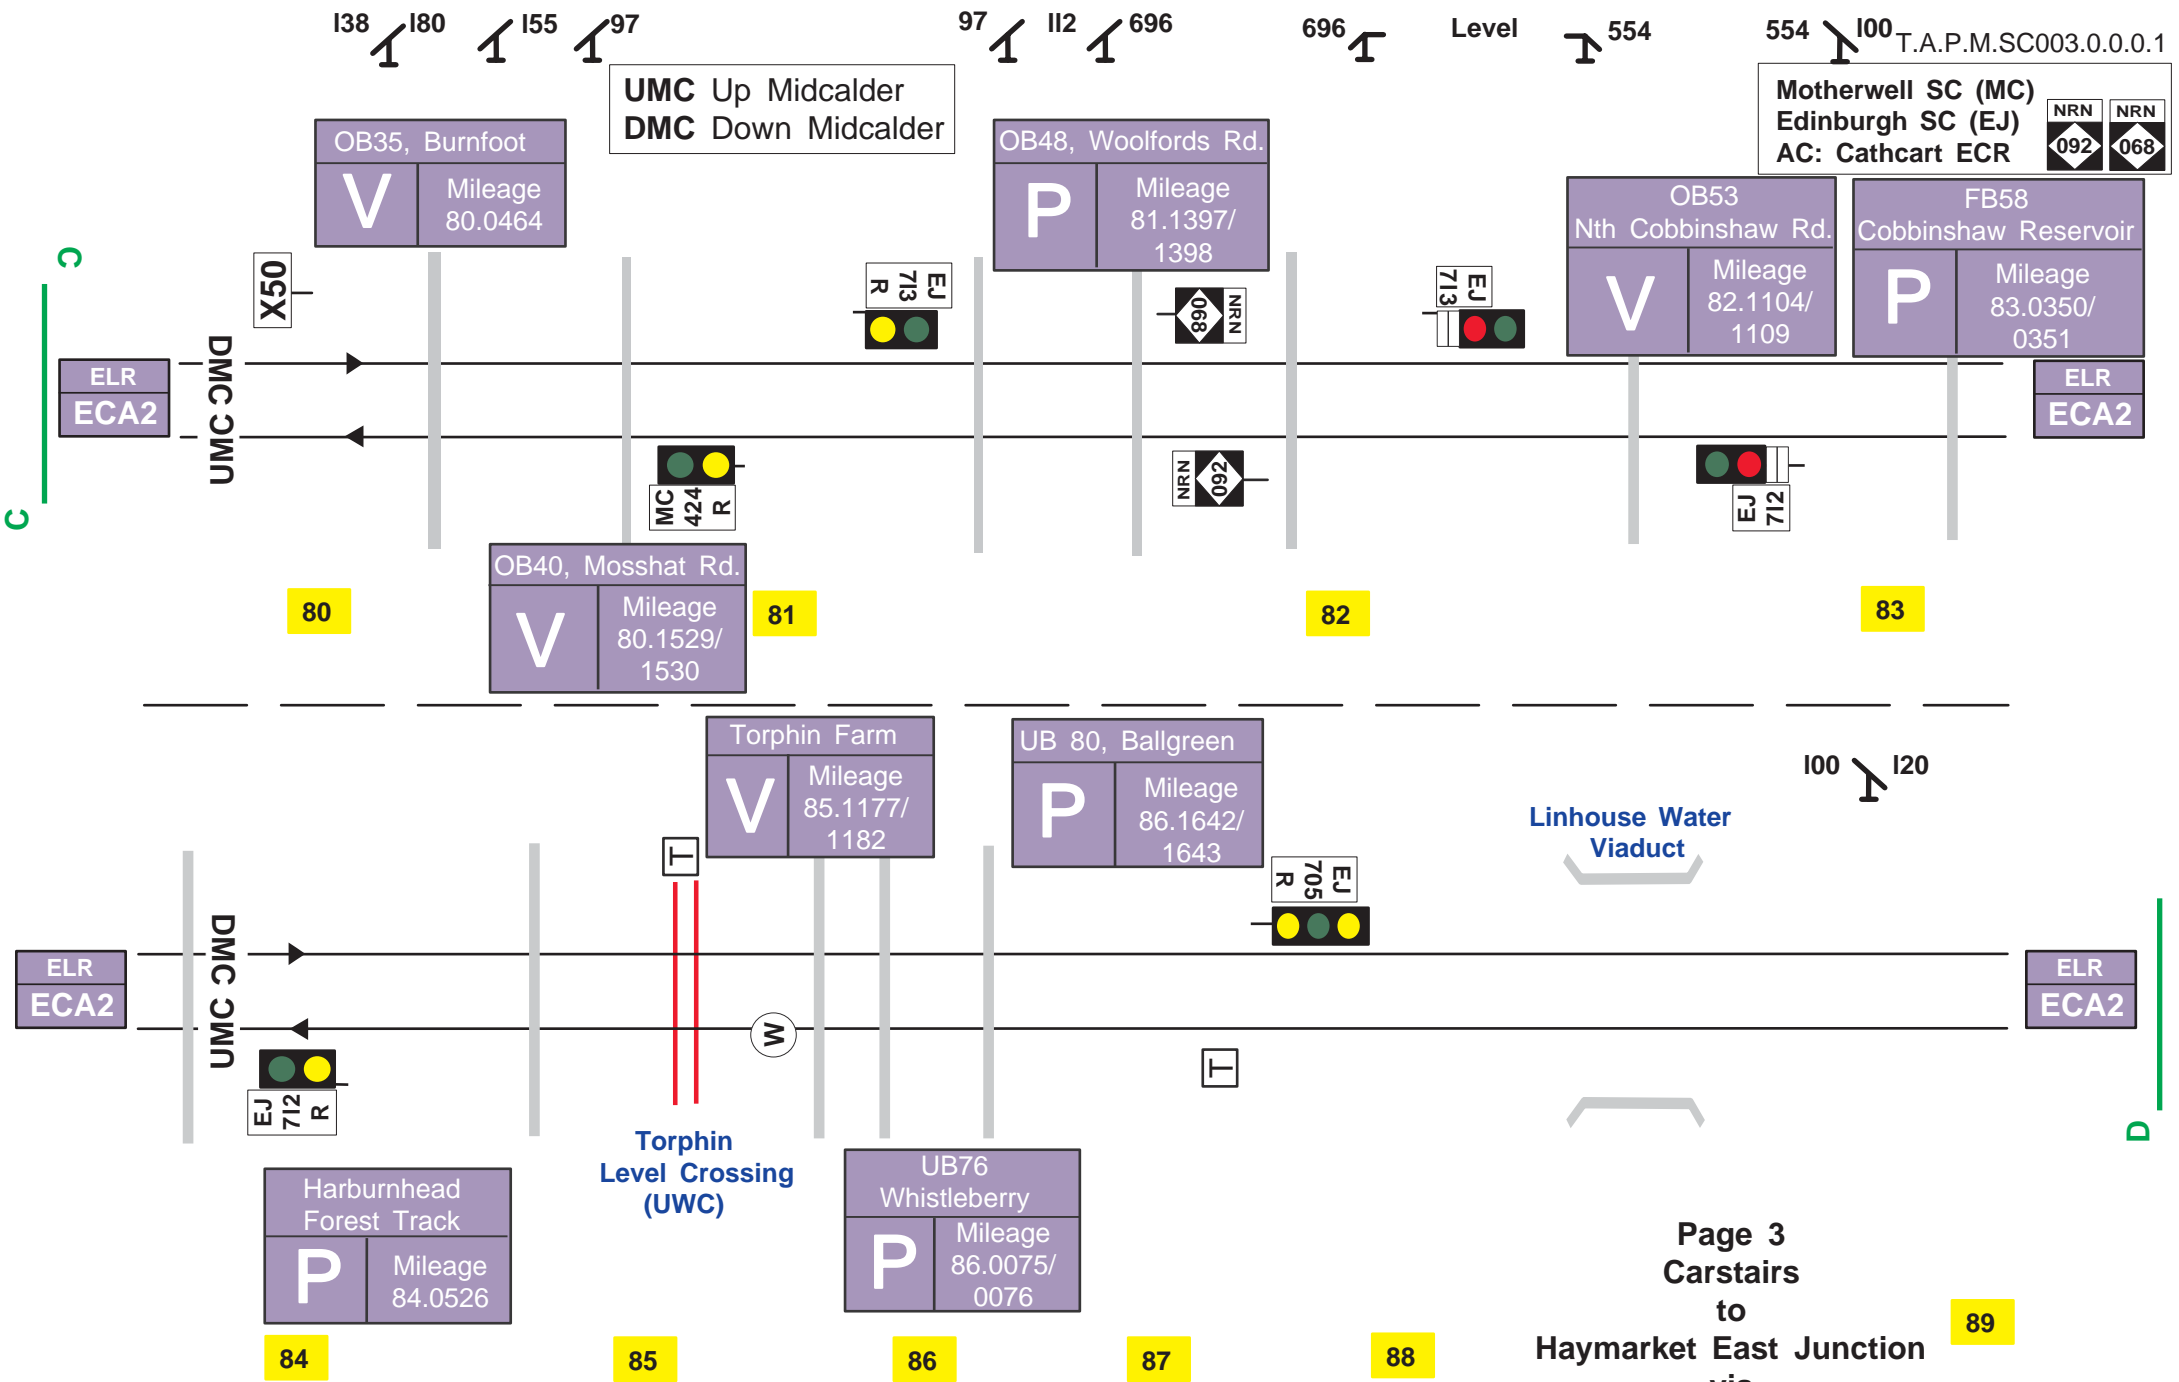 I38 I80 I55 97
97 II2 696
696 Level 554
554 I00
T.A.P.M.SC003.0.0.0.1
UMC Up Midcalder
DMC Down Midcalder
Motherwell SC (MC)
Edinburgh SC (EJ)
AC: Cathcart ECR
NRN
092
NRN
068
OB35, Burnfoot
V
Mileage
80.0464
OB48, Woolfords Rd.
P
Mileage
81.1397/
1398
OB53
Nth Cobbinshaw Rd.
V
Mileage
82.1104/
1109
FB58
Cobbinshaw Reservoir
P
Mileage
83.0350/
0351
C
C
X50
EJ
7I3
R
NRN
068
EJ
7I3
ELR
ECA2
DMC
UMC
ELR
ECA2
MC
424
R
NRN
092
EJ
7I2
OB40, Mosshat Rd.
V
Mileage
80.1529/
1530
80
81
82
83
Torphin Farm
V
Mileage
85.1177/
1182
UB 80, Ballgreen
P
Mileage
86.1642/
1643
I00 I20
Linhouse Water
Viaduct
T
EJ
705
R
ELR
ECA2
DMC
UMC
W
T
ELR
ECA2
D
EJ
7I2
R
Torphin
Level Crossing
(UWC)
Harburnhead
Forest Track
P
Mileage
84.0526
UB76
Whistleberry
P
Mileage
86.0075/
0076
Page 3
Carstairs
to
Haymarket East Junction
via
84
85
86
87
88
89